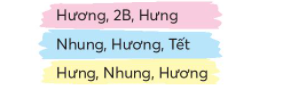 Hương, 2B, Hưng
Nhung, Hương, Tết
Hưng, Nhung, Hương